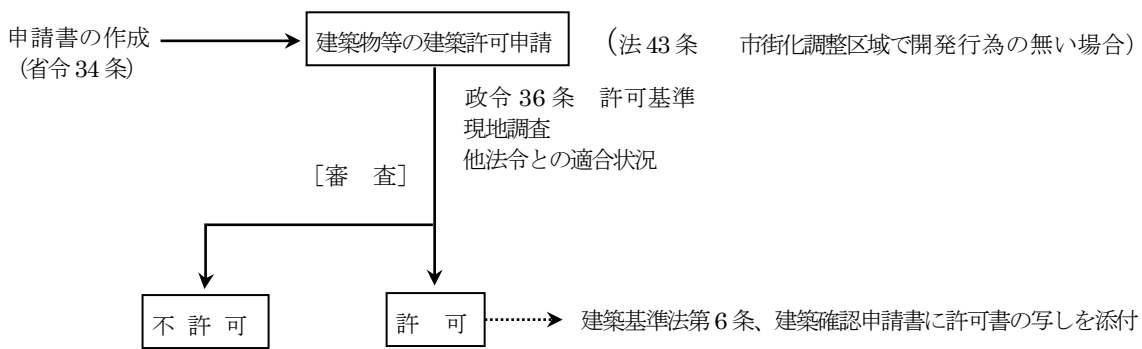 申請書の作成
(省令34条)
建築物等の建築許可申請
(法43条　市街化調整区域で開発行為の無い場合)
政令36条　許可基準
現地調査
他法令との適合状況
［審　査］
不 許 可
許　可
建築基準法第6条、建築確認申請書に許可書の写しを添付